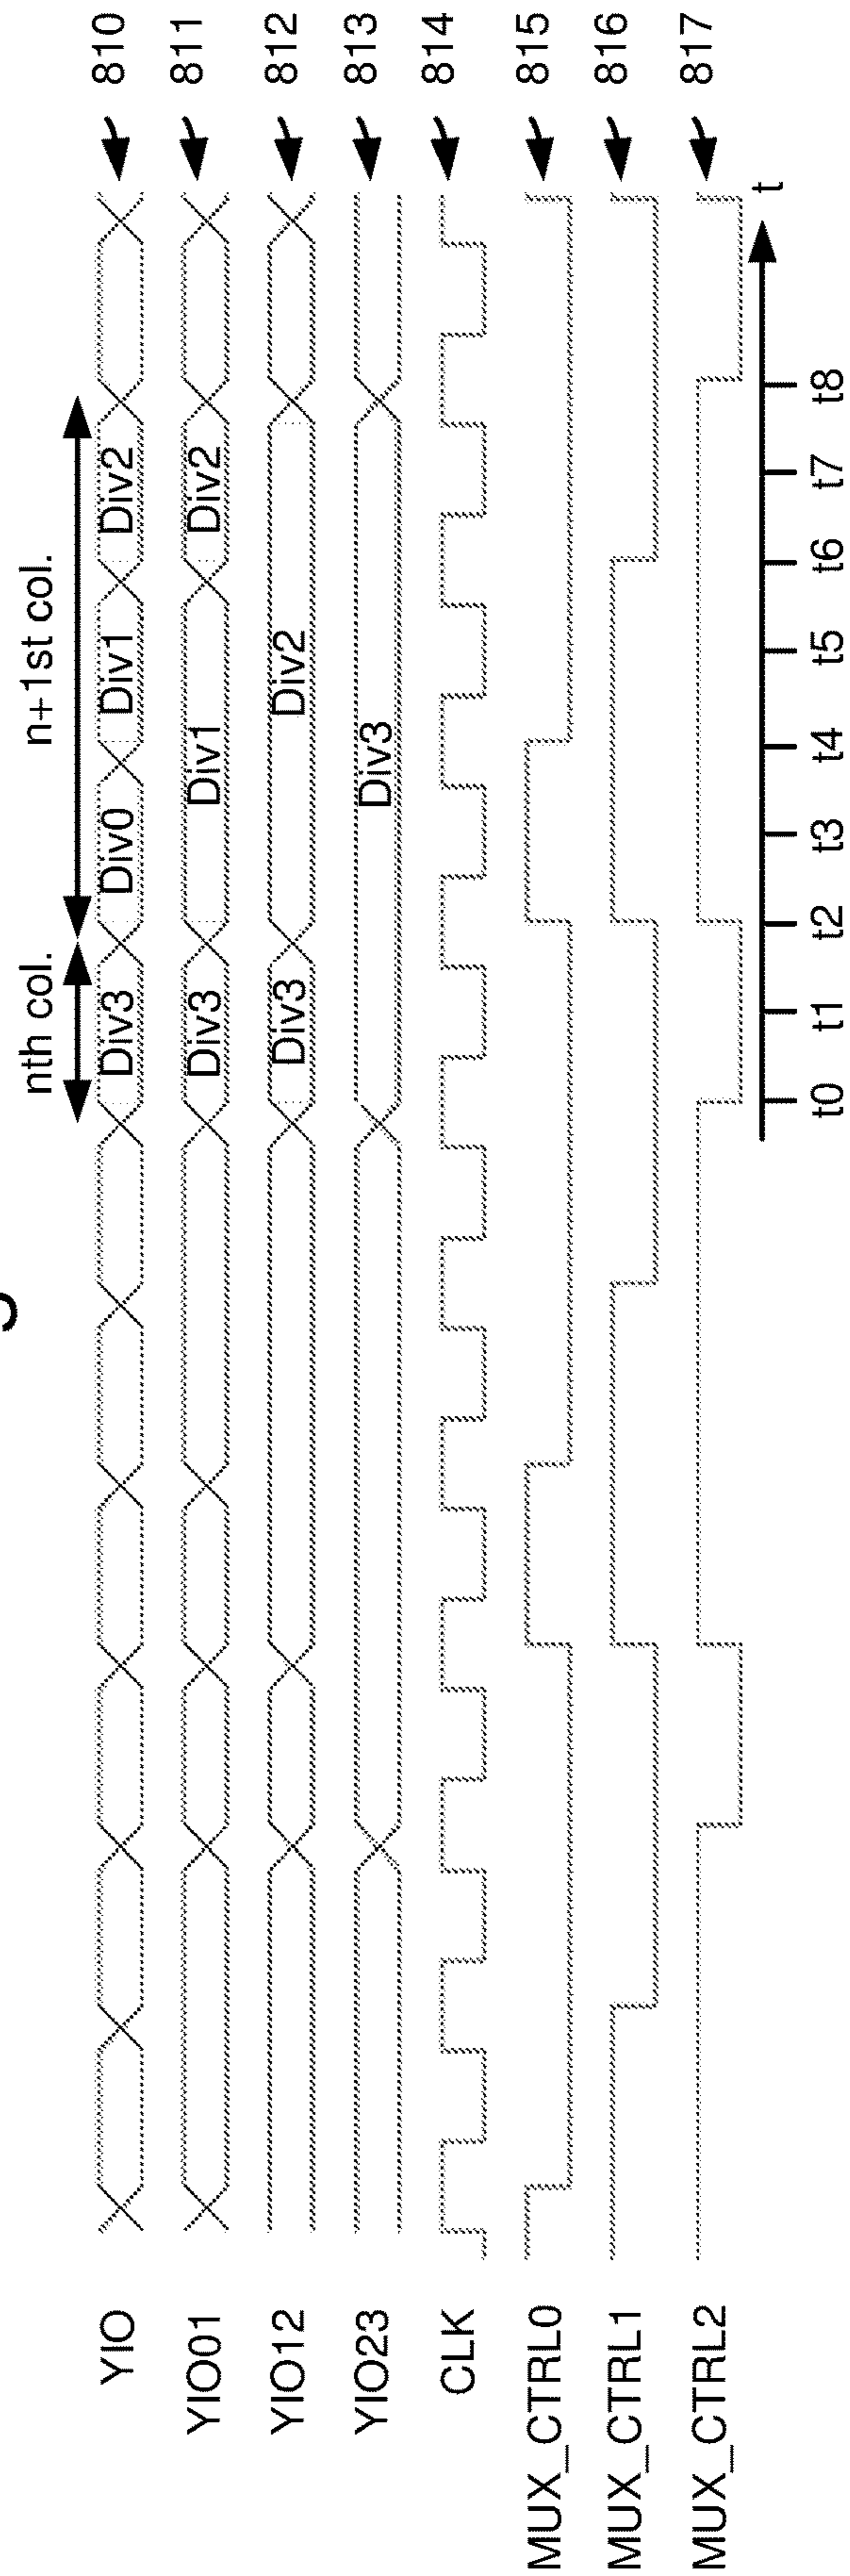 nth col. n+1st col.
YIO Div3 Div0 Div1 Div2 810
YIO01 Div3 Div1 Div2 811
YIO12 Div3 Div2 812
YIO23 Div3 813
CLK 814
MUX_CTRL0 815
MUX_CTRL1 816
MUX_CTRL2 817
t
t0 t1 t2 t3 t4 t5 t6 t7 t8